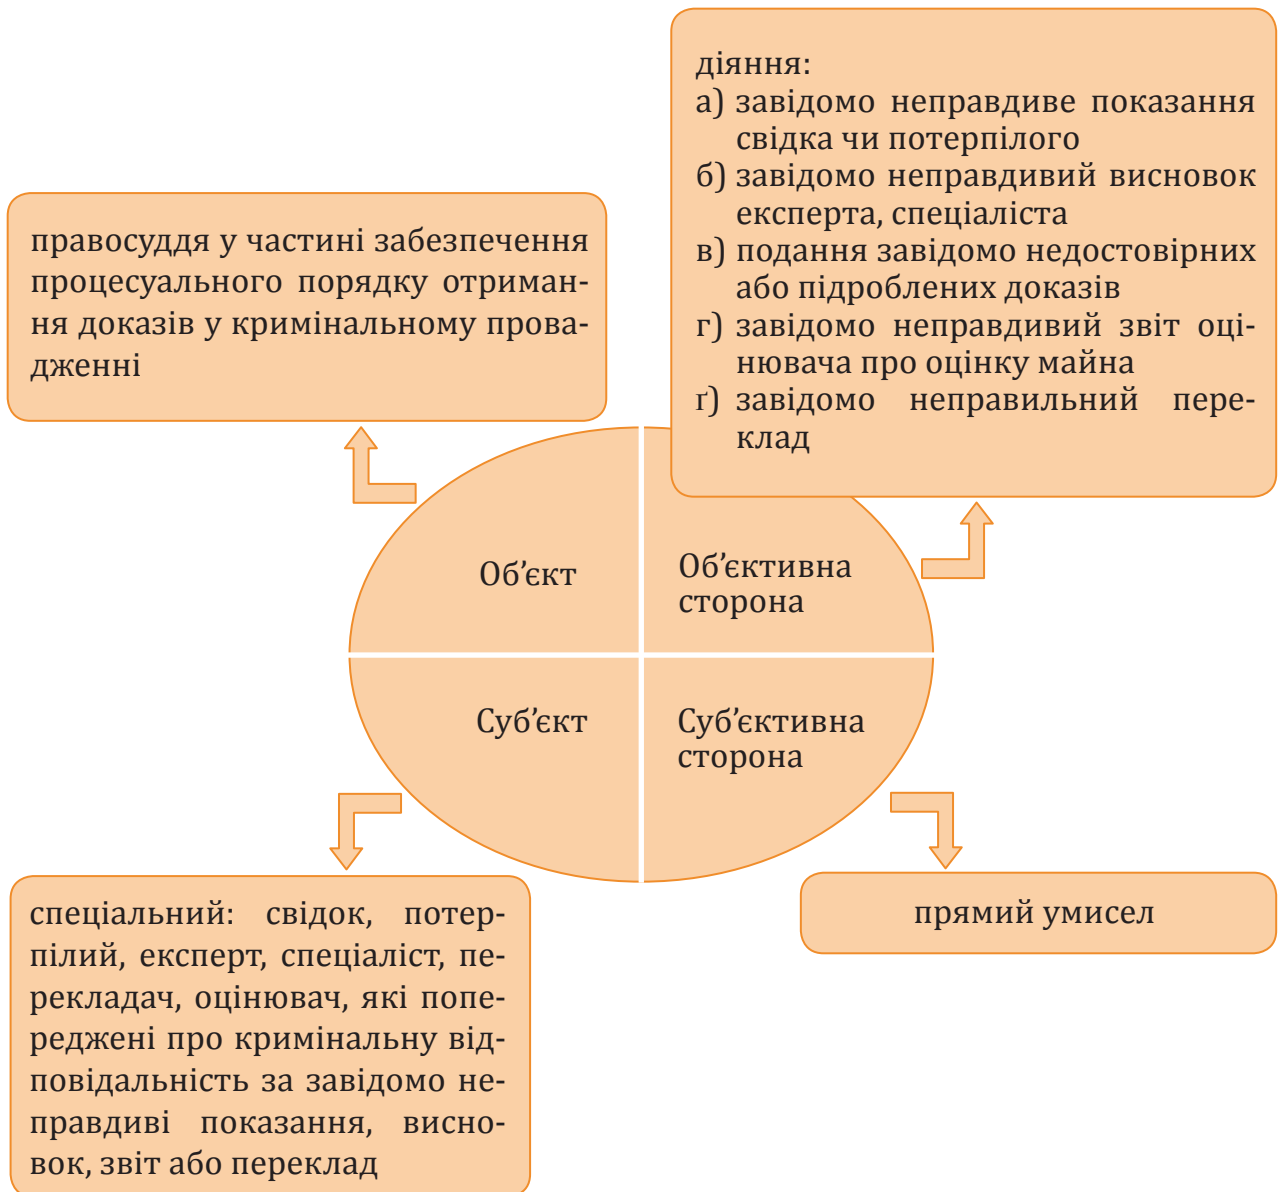 діяння:
а) завідомо неправдиве показання
свідка чи потерпілого
б) завідомо неправдивий висновок
експерта, спеціаліста
в) подання завідомо недостовірних
або підроблених доказів
г) завідомо неправдивий звіт оці-
нювача про оцінку майна
ґ) завідомо неправильний пере-
клад
правосуддя у частині забезпечення
процесуального порядку отриман-
ня доказів у кримінальному прова-
дженні
Об’єкт
Об’єктивна
сторона
Суб’єкт
Суб’єктивна
сторона
спеціальний: свідок, потер-
пілий, експерт, спеціаліст, пе-
рекладач, оцінювач, які попе-
реджені про кримінальну від-
повідальність за завідомо не-
правдиві показання, висно-
вок, звіт або переклад
прямий умисел